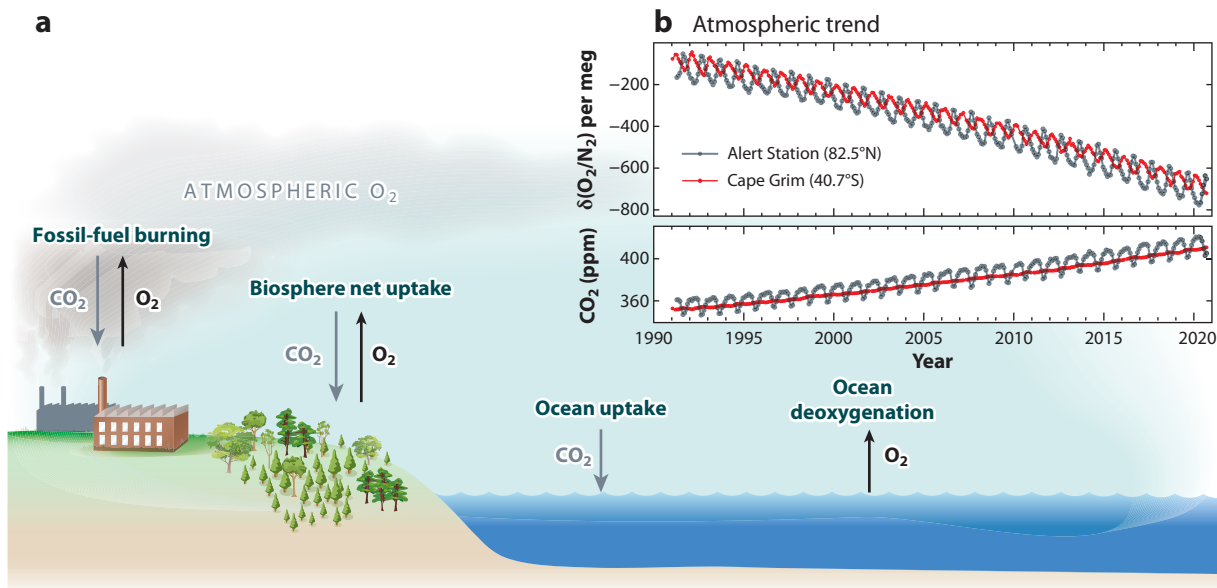 a
ATMOSPHERIC O₂
Fossil-fuel burning
CO₂
O₂
Biosphere net uptake
CO₂
O₂
Ocean uptake
CO₂
Ocean
deoxygenation
O₂
b Atmospheric trend
δ(O₂/N₂) per meg
−200
−400
−600
−800
Alert Station (82.5°N)
Cape Grim (40.7°S)
CO₂ (ppm)
400
360
1990 1995 2000 2005 2010 2015 2020
Year